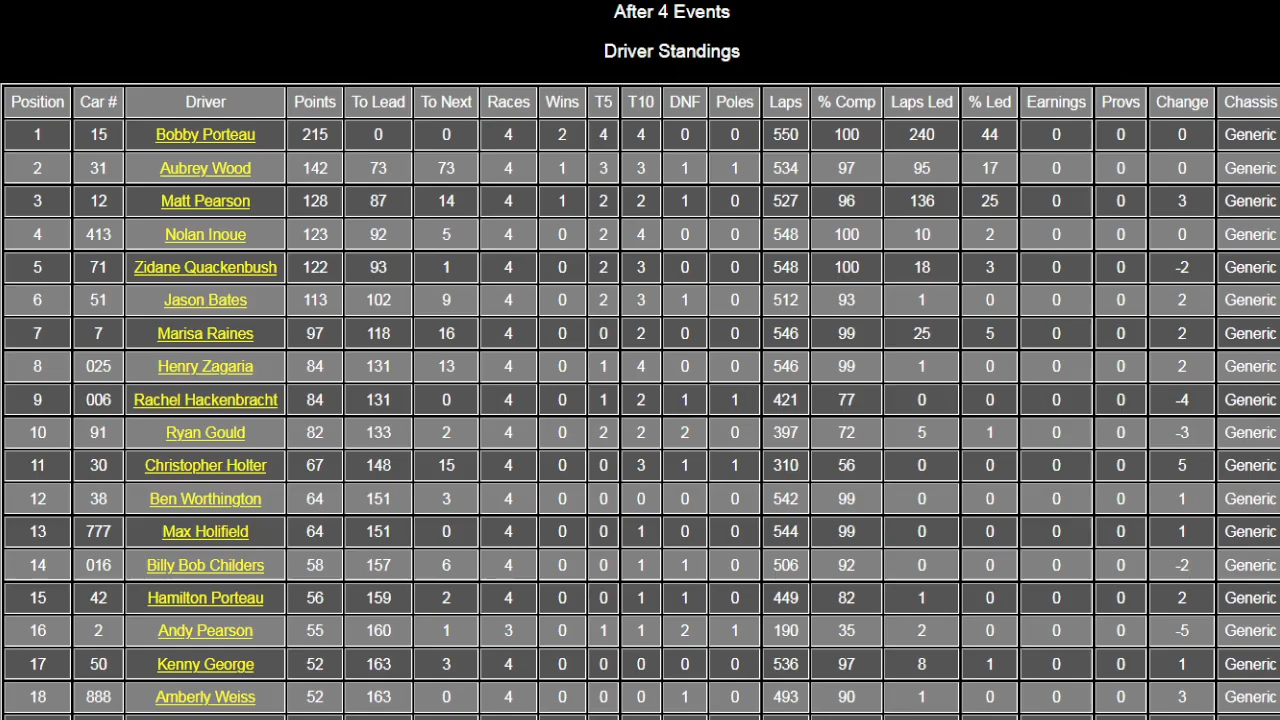 After 4 Events
Driver Standings
Position Car # Driver Points To Lead To Next Races Wins T5 T10 DNF Poles Laps % Comp Laps Led % Led Earnings Provs Change Chassis
1 15 Bobby Porteau 215 0 0 4 2 4 4 0 0 550 100 240 44 0 0 0 Generic
2 31 Aubrey Wood 142 73 73 4 1 3 3 1 1 534 97 95 17 0 0 0 Generic
3 12 Matt Pearson 128 87 14 4 1 2 2 1 0 527 96 136 25 0 0 3 Generic
4 413 Nolan Inoue 123 92 5 4 0 2 4 0 0 548 100 10 2 0 0 0 Generic
5 71 Zidane Quackenbush 122 93 1 4 0 2 3 0 0 548 100 18 3 0 0 -2 Generic
6 51 Jason Bates 113 102 9 4 0 2 3 1 0 512 93 1 0 0 0 2 Generic
7 7 Marisa Raines 97 118 16 4 0 0 2 0 0 546 99 25 5 0 0 2 Generic
8 025 Henry Zagaria 84 131 13 4 0 1 4 0 0 546 99 1 0 0 0 2 Generic
9 006 Rachel Hackenbracht 84 131 0 4 0 1 2 1 1 421 77 0 0 0 0 -4 Generic
10 91 Ryan Gould 82 133 2 4 0 2 2 2 0 397 72 5 1 0 0 -3 Generic
11 30 Christopher Holter 67 148 15 4 0 0 3 1 1 310 56 0 0 0 0 5 Generic
12 38 Ben Worthington 64 151 3 4 0 0 0 0 0 542 99 0 0 0 0 1 Generic
13 777 Max Holifield 64 151 0 4 0 0 1 0 0 544 99 0 0 0 0 1 Generic
14 016 Billy Bob Childers 58 157 6 4 0 0 1 1 0 506 92 0 0 0 0 -2 Generic
15 42 Hamilton Porteau 56 159 2 4 0 0 1 1 0 449 82 1 0 0 0 2 Generic
16 2 Andy Pearson 55 160 1 3 0 1 1 2 1 190 35 2 0 0 0 -5 Generic
17 50 Kenny George 52 163 3 4 0 0 0 0 0 536 97 8 1 0 0 1 Generic
18 888 Amberly Weiss 52 163 0 4 0 0 0 1 0 493 90 1 0 0 0 3 Generic